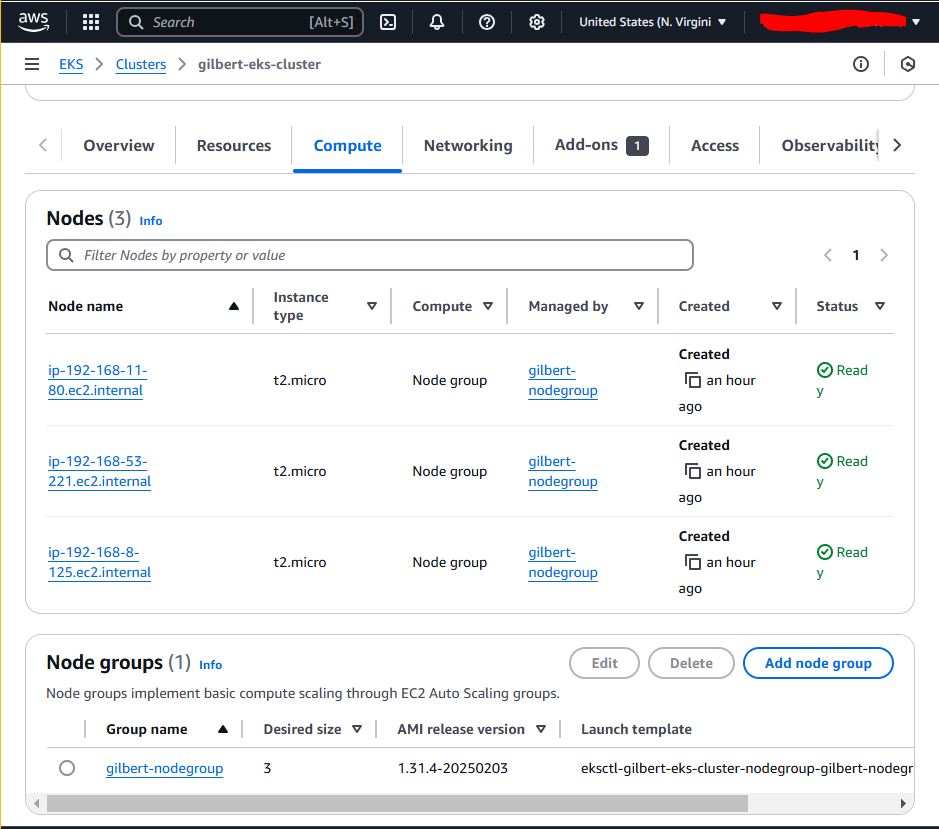 aws Search [Alt+S] United States (N. Virgini
EKS Clusters gilbert-eks-cluster
Overview Resources Compute Networking Add-ons 1 Access Observability
Nodes (3) Info
Filter Nodes by property or value 1
Node name Instance type Compute Managed by Created Status
ip-192-168-11-
80.ec2.internal
t2.micro
Node group
gilbert-
nodegroup
Created
an hour
ago
Read
y
ip-192-168-53-
221.ec2.internal
t2.micro
Node group
gilbert-
nodegroup
Created
an hour
ago
Read
y
ip-192-168-8-
125.ec2.internal
t2.micro
Node group
gilbert-
nodegroup
Created
an hour
ago
Read
y
Node groups (1) Info Edit Delete Add node group
Node groups implement basic compute scaling through EC2 Auto Scaling groups.
Group name Desired size AMI release version Launch template
gilbert-nodegroup 3 1.31.4-20250203 eksctl-gilbert-eks-cluster-nodegroup-gilbert-nodegr